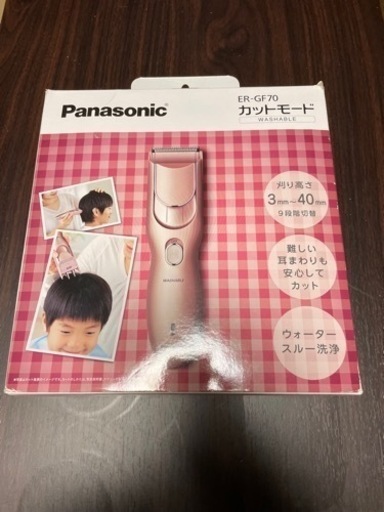 Panasonic
ER-GF70
カットモード
WASHABLE
刈り高さ
3mm〜40mm
9段階切替
難しい
耳まわりも
安心して
カット
ウォーター
スルー洗浄
WASHABLE